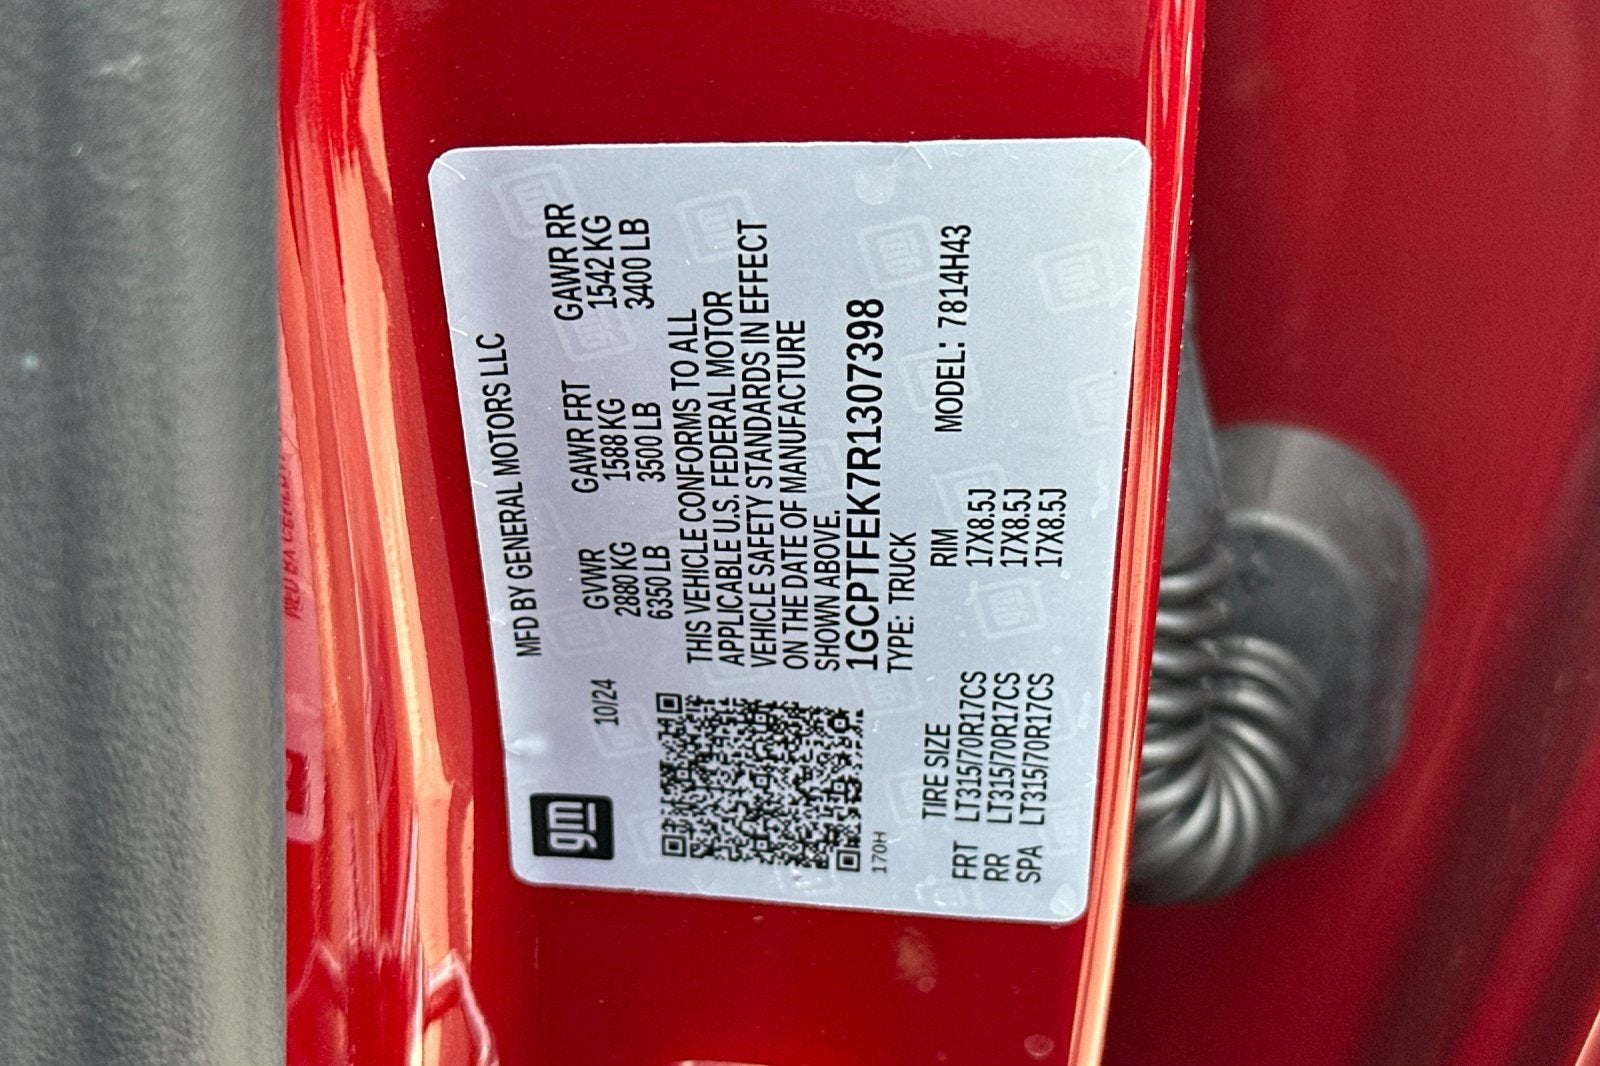 gm
10/24
MFD BY GENERAL MOTORS LLC
GVWR GAWR FRT GAWR RR
2880 KG 1588 KG 1542 KG
6350 LB 3500 LB 3400 LB
THIS VEHICLE CONFORMS TO ALL
APPLICABLE U.S. FEDERAL MOTOR
VEHICLE SAFETY STANDARDS IN EFFECT
ON THE DATE OF MANUFACTURE
SHOWN ABOVE.
1GCPTFEK7R1307398
170H
TYPE: TRUCK
MODEL: 7814H43
TIRE SIZE RIM
FRT LT315/70R17CS 17X8.5J
RR LT315/70R17CS 17X8.5J
SPA LT315/70R17CS 17X8.5J